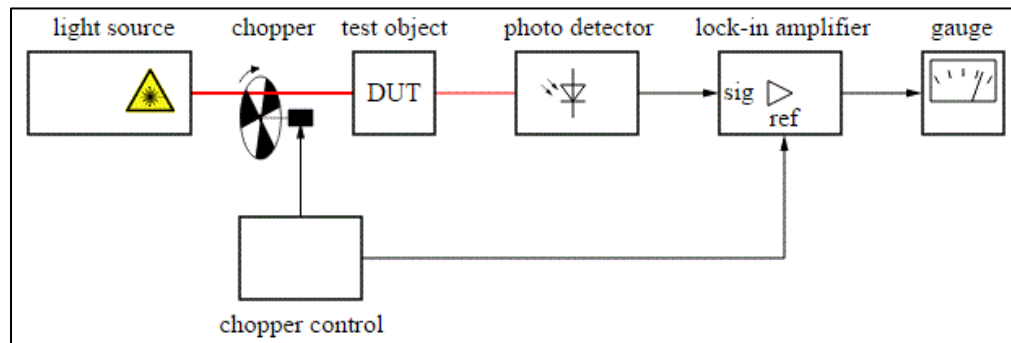 light source
chopper
test object
photo detector
lock-in amplifier
gauge
DUT
sig
ref
chopper control